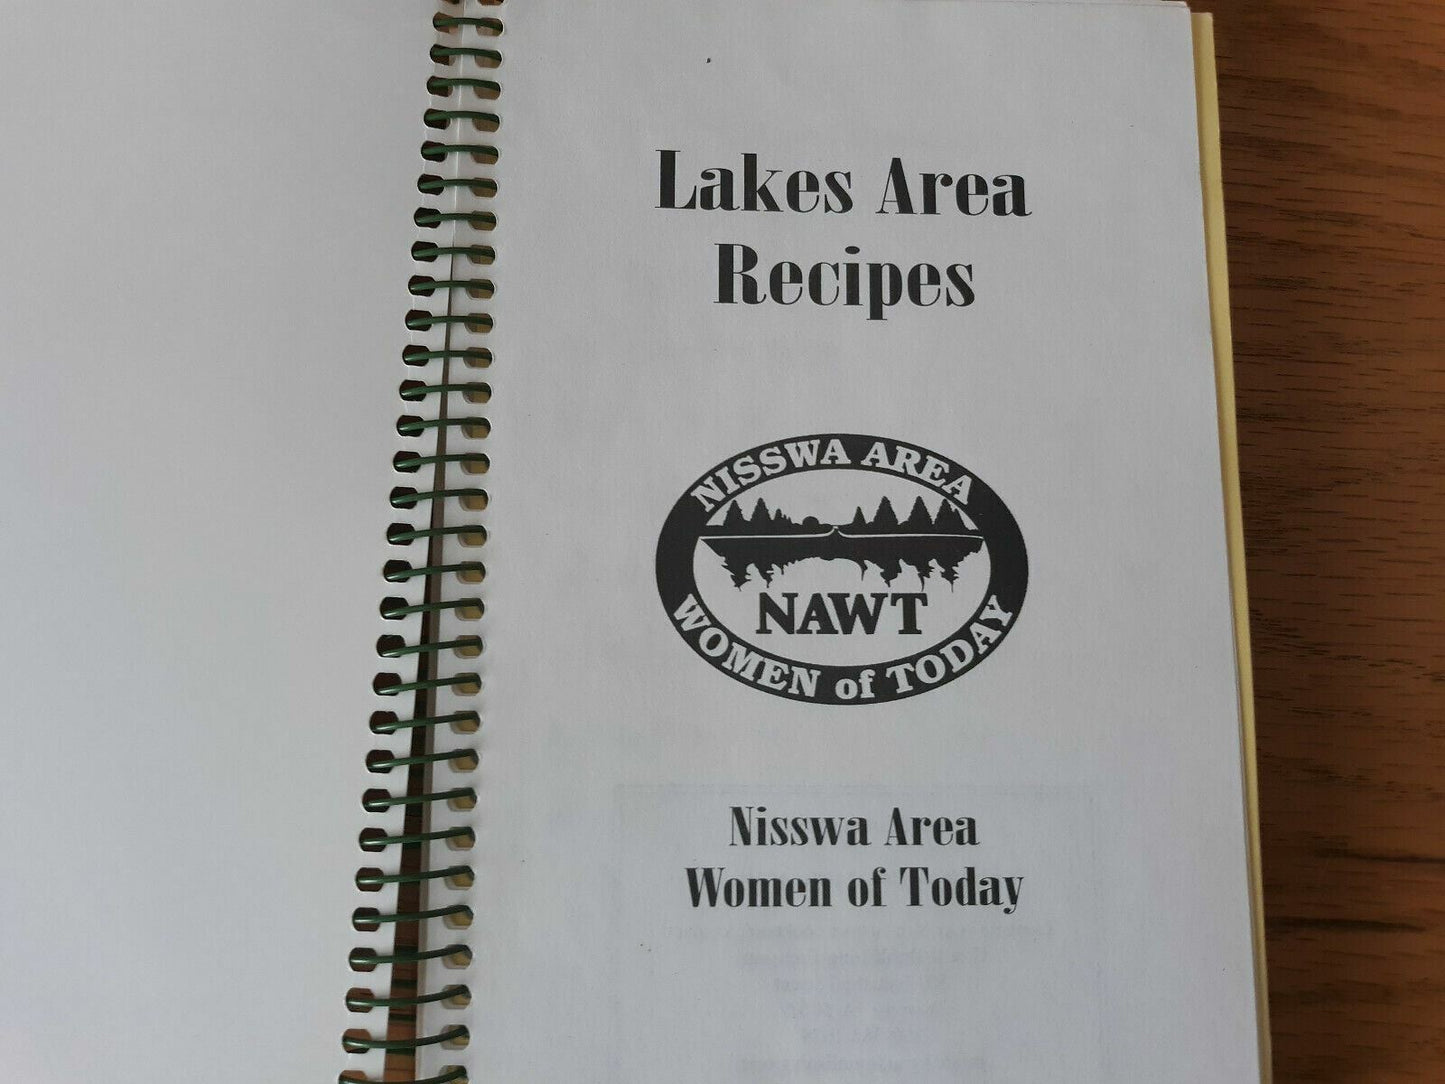 Lakes Area
Recipes
NISSWA AREA
NAWT
WOMEN of TODAY
Nisswa Area
Women of Today